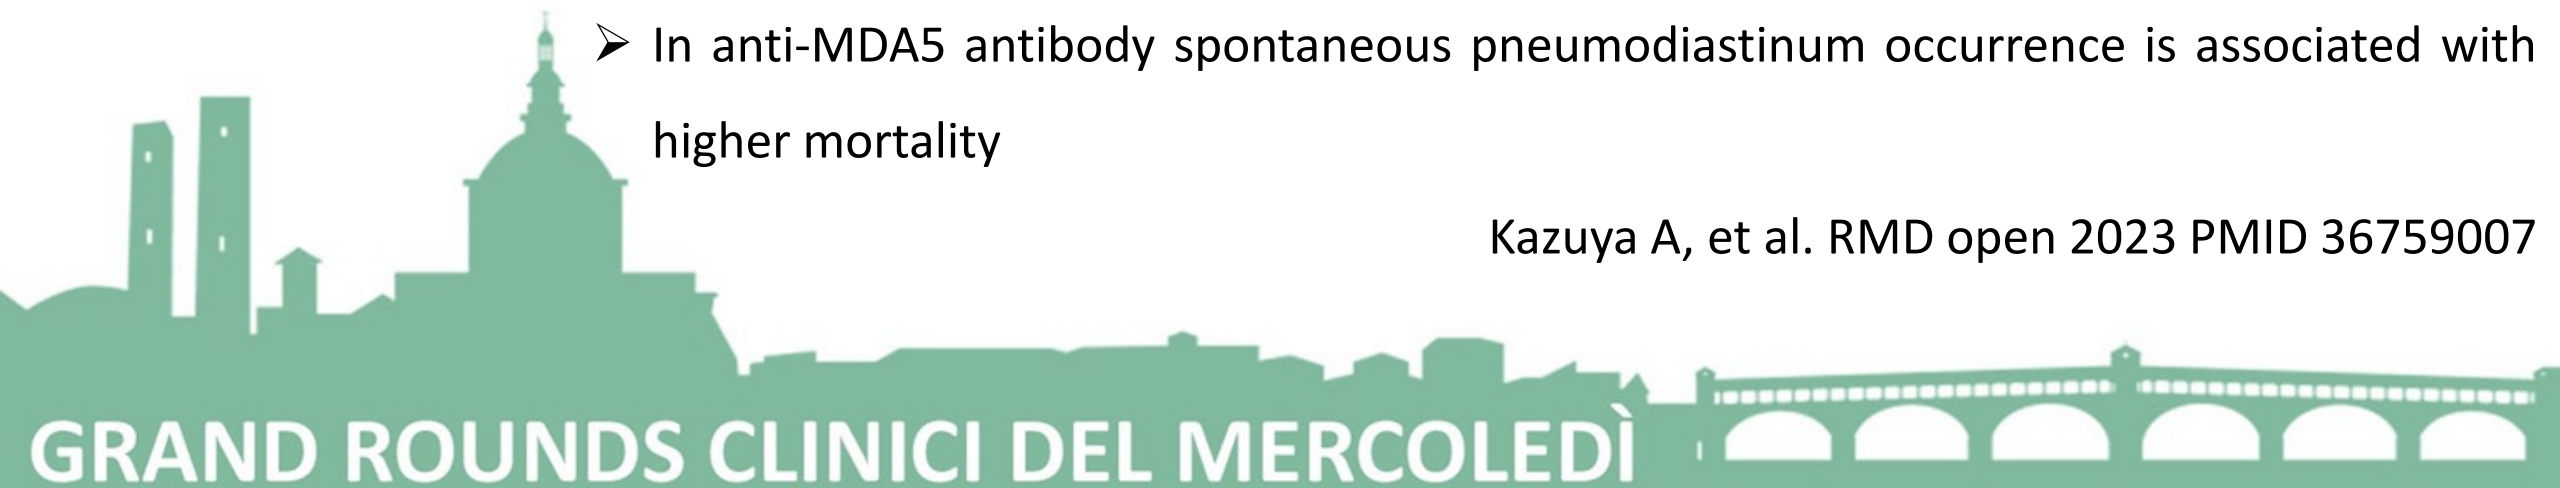 ➢ In anti-MDA5 antibody spontaneous pneumodiastinum occurrence is associated with
higher mortality
Kazuya A, et al. RMD open 2023 PMID 36759007
GRAND ROUNDS CLINICI DEL MERCOLEDÌ